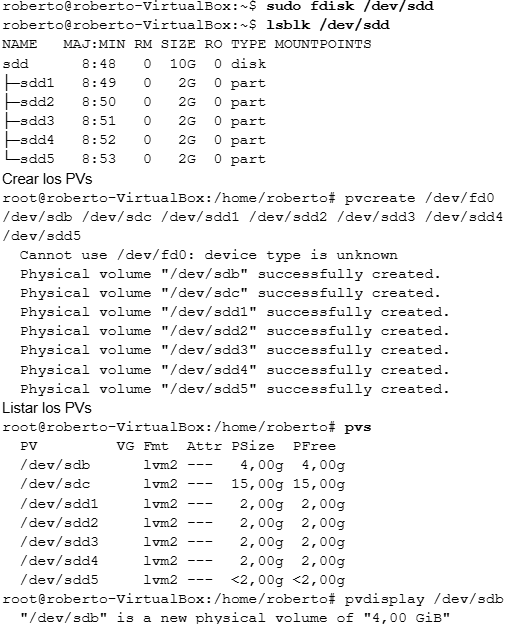 roberto@roberto-VirtualBox:~$ sudo fdisk /dev/sdd
roberto@roberto-VirtualBox:~$ lsblk /dev/sdd
NAME   MAJ:MIN RM SIZE RO TYPE MOUNTPOINTS
sdd      8:48   0  10G  0 disk
├─sdd1   8:49   0   2G  0 part
├─sdd2   8:50   0   2G  0 part
├─sdd3   8:51   0   2G  0 part
├─sdd4   8:52   0   2G  0 part
└─sdd5   8:53   0   2G  0 part
Crear los PVs
root@roberto-VirtualBox:/home/roberto# pvcreate /dev/fd0
/dev/sdb /dev/sdc /dev/sdd1 /dev/sdd2 /dev/sdd3 /dev/sdd4
/dev/sdd5
  Cannot use /dev/fd0: device type is unknown
  Physical volume "/dev/sdb" successfully created.
  Physical volume "/dev/sdc" successfully created.
  Physical volume "/dev/sdd1" successfully created.
  Physical volume "/dev/sdd2" successfully created.
  Physical volume "/dev/sdd3" successfully created.
  Physical volume "/dev/sdd4" successfully created.
  Physical volume "/dev/sdd5" successfully created.
Listar los PVs
root@roberto-VirtualBox:/home/roberto# pvs
  PV         VG Fmt  Attr PSize  PFree
  /dev/sdb      lvm2 ---   4,00g  4,00g
  /dev/sdc      lvm2 ---  15,00g 15,00g
  /dev/sdd1     lvm2 ---   2,00g  2,00g
  /dev/sdd2     lvm2 ---   2,00g  2,00g
  /dev/sdd3     lvm2 ---   2,00g  2,00g
  /dev/sdd4     lvm2 ---   2,00g  2,00g
  /dev/sdd5     lvm2 ---  <2,00g <2,00g
root@roberto-VirtualBox:/home/roberto# pvdisplay /dev/sdb
  "/dev/sdb" is a new physical volume of "4,00 GiB"